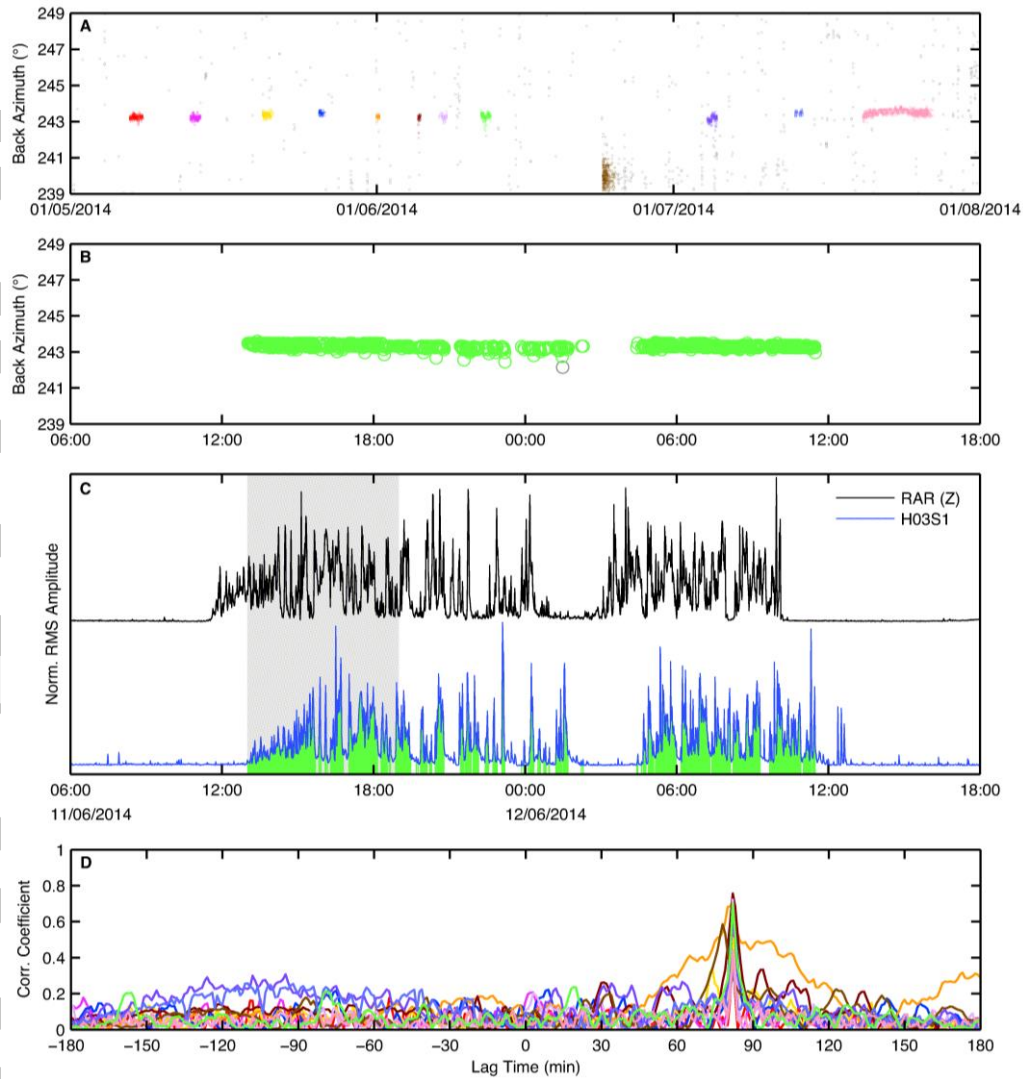 A
249
247
245
243
241
239
Back Azimuth (°)
01/05/2014 01/06/2014 01/07/2014 01/08/2014
B
249
247
245
243
241
239
Back Azimuth (°)
06:00 12:00 18:00 00:00 06:00 12:00 18:00
C
RAR (Z)
H03S1
Norm. RMS Amplitude
06:00 12:00 18:00 00:00 06:00 12:00 18:00
11/06/2014 12/06/2014
D
1
0.8
0.6
0.4
0.2
0
Corr. Coefficient
−180 −150 −120 −90 −60 −30 0 30 60 90 120 150 180
Lag Time (min)